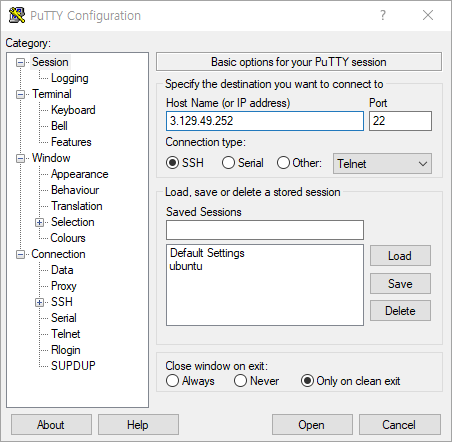 PuTTY Configuration
?
Category:
Session
Logging
Terminal
Keyboard
Bell
Features
Window
Appearance
Behaviour
Translation
Selection
Colours
Connection
Data
Proxy
SSH
Serial
Telnet
Rlogin
SUPDUP
Basic options for your PuTTY session
Specify the destination you want to connect to
Host Name (or IP address) Port
3.129.49.252 22
Connection type:
SSH Serial Other: Telnet
Load, save or delete a stored session
Saved Sessions
Default Settings
ubuntu
Load
Save
Delete
Close window on exit:
Always Never Only on clean exit
About Help Open Cancel